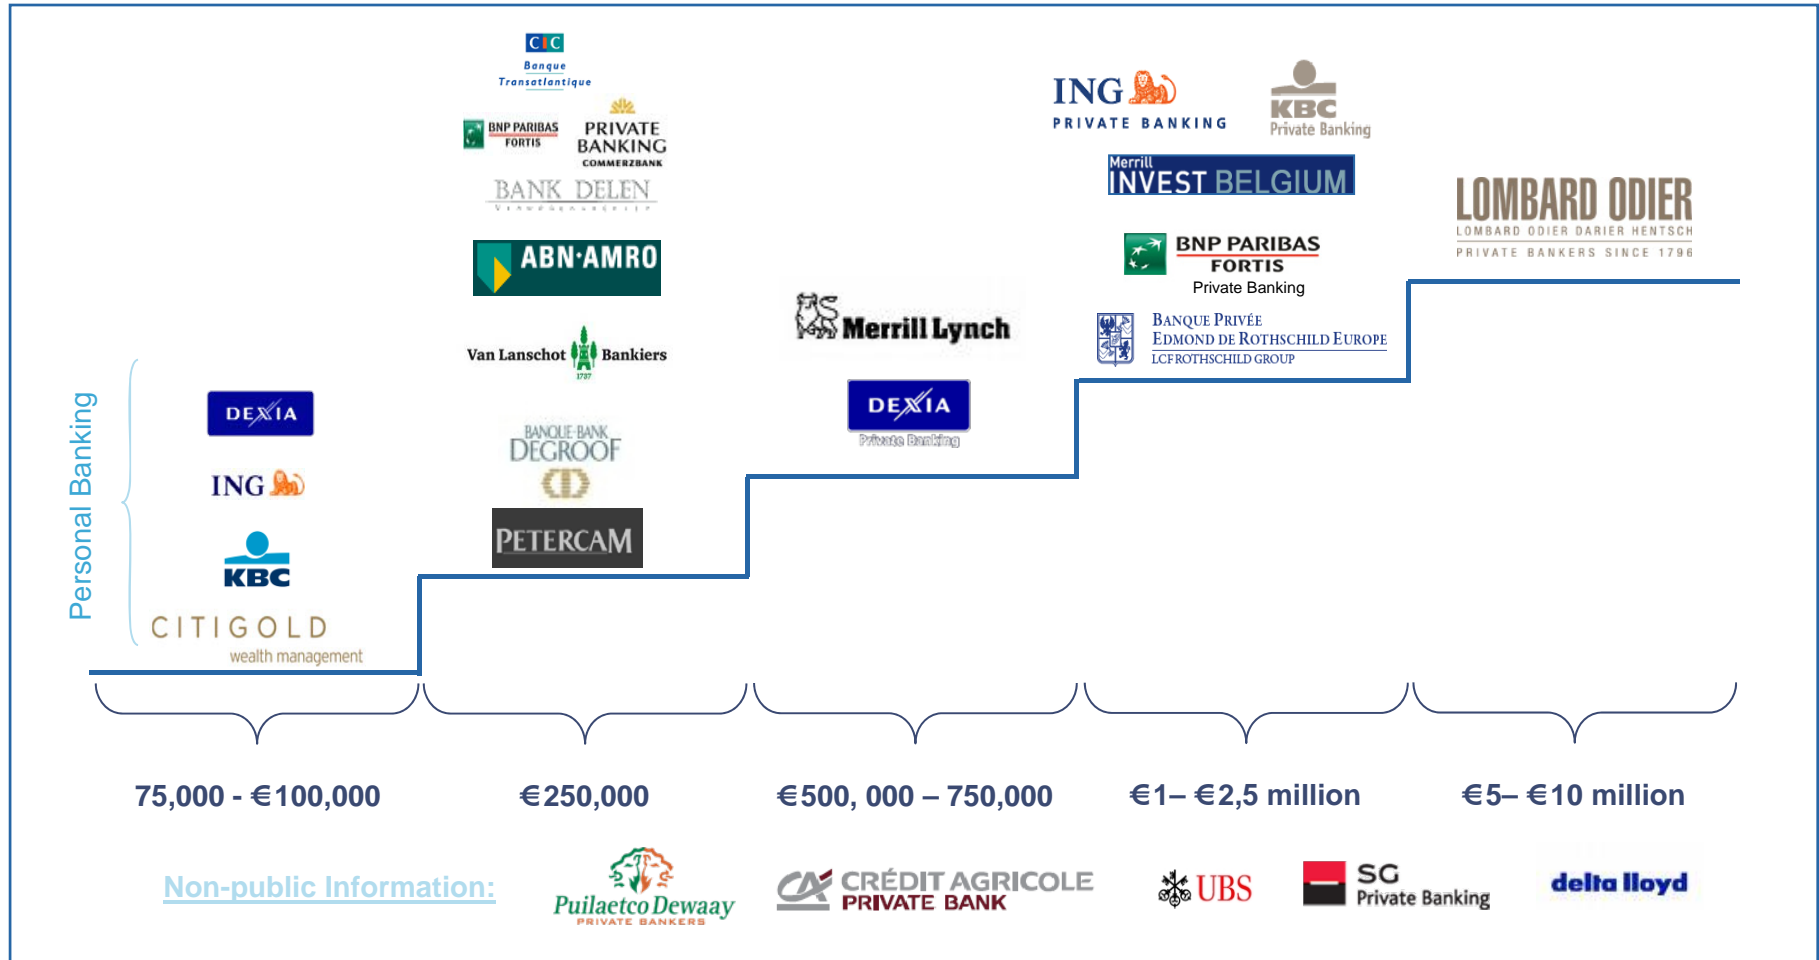 Personal Banking
DEXIA
ING
KBC
CITIGOLD
wealth management
CIC
Banque
Transatlantique
BNP PARIBAS
FORTIS
PRIVATE
BANKING
COMMERZBANK
BANK DELEN
ABN·AMRO
Van Lanschot Bankiers
1737
BANQUE·BANK
DEGROOF
PETERCAM
Merrill Lynch
DEXIA
Private Banking
ING
PRIVATE BANKING
KBC
Private Banking
Merrill
INVEST BELGIUM
BNP PARIBAS
FORTIS
Private Banking
BANQUE PRIVÉE
EDMOND DE ROTHSCHILD EUROPE
LCF ROTHSCHILD GROUP
LOMBARD ODIER
LOMBARD ODIER DARIER HENTSCH
PRIVATE BANKERS SINCE 1796
75,000 - €100,000
€250,000
€500, 000 – 750,000
€1– €2,5 million
€5– €10 million
Non-public Information:
Puilaetco Dewaay
PRIVATE BANKERS
CRÉDIT AGRICOLE
PRIVATE BANK
UBS
SG
Private Banking
delta lloyd